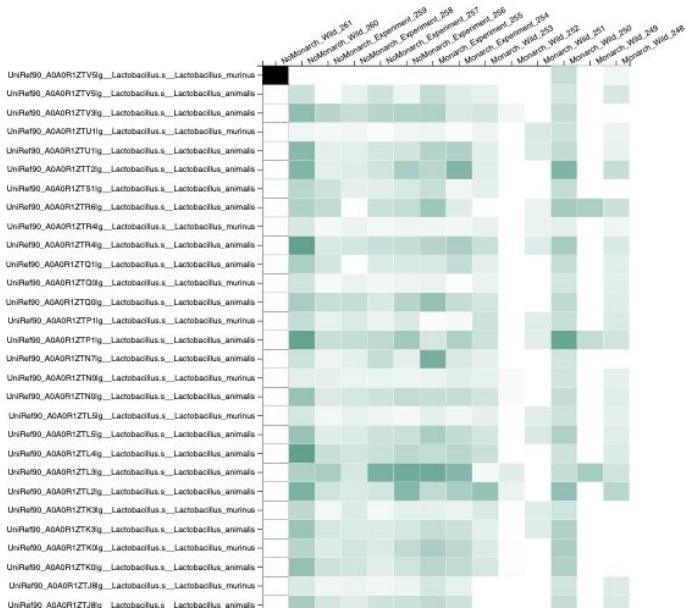 NoMonarch_Wild_261
NoMonarch_Wild_260
NoMonarch_Experiment_259
NoMonarch_Experiment_258
NoMonarch_Experiment_257
NoMonarch_Experiment_256
Monarch_Experiment_255
Monarch_Experiment_254
Monarch_Wild_253
Monarch_Wild_252
Monarch_Wild_251
Monarch_Wild_250
Monarch_Wild_249
Monarch_Wild_248
UniRef90_A0A0R1ZTV5|g__Lactobacillus.s__Lactobacillus_murinus
UniRef90_A0A0R1ZTV5|g__Lactobacillus.s__Lactobacillus_animalis
UniRef90_A0A0R1ZTV3|g__Lactobacillus.s__Lactobacillus_animalis
UniRef90_A0A0R1ZTU1|g__Lactobacillus.s__Lactobacillus_murinus
UniRef90_A0A0R1ZTU1|g__Lactobacillus.s__Lactobacillus_animalis
UniRef90_A0A0R1ZTT2|g__Lactobacillus.s__Lactobacillus_animalis
UniRef90_A0A0R1ZTS1|g__Lactobacillus.s__Lactobacillus_animalis
UniRef90_A0A0R1ZTR6|g__Lactobacillus.s__Lactobacillus_animalis
UniRef90_A0A0R1ZTR4|g__Lactobacillus.s__Lactobacillus_murinus
UniRef90_A0A0R1ZTR4|g__Lactobacillus.s__Lactobacillus_animalis
UniRef90_A0A0R1ZTQ1|g__Lactobacillus.s__Lactobacillus_animalis
UniRef90_A0A0R1ZTQ0|g__Lactobacillus.s__Lactobacillus_murinus
UniRef90_A0A0R1ZTQ0|g__Lactobacillus.s__Lactobacillus_animalis
UniRef90_A0A0R1ZTP1|g__Lactobacillus.s__Lactobacillus_murinus
UniRef90_A0A0R1ZTP1|g__Lactobacillus.s__Lactobacillus_animalis
UniRef90_A0A0R1ZTN7|g__Lactobacillus.s__Lactobacillus_animalis
UniRef90_A0A0R1ZTN0|g__Lactobacillus.s__Lactobacillus_murinus
UniRef90_A0A0R1ZTN0|g__Lactobacillus.s__Lactobacillus_animalis
UniRef90_A0A0R1ZTL5|g__Lactobacillus.s__Lactobacillus_murinus
UniRef90_A0A0R1ZTL5|g__Lactobacillus.s__Lactobacillus_animalis
UniRef90_A0A0R1ZTL4|g__Lactobacillus.s__Lactobacillus_animalis
UniRef90_A0A0R1ZTL3|g__Lactobacillus.s__Lactobacillus_animalis
UniRef90_A0A0R1ZTL2|g__Lactobacillus.s__Lactobacillus_animalis
UniRef90_A0A0R1ZTK3|g__Lactobacillus.s__Lactobacillus_murinus
UniRef90_A0A0R1ZTK3|g__Lactobacillus.s__Lactobacillus_animalis
UniRef90_A0A0R1ZTK0|g__Lactobacillus.s__Lactobacillus_murinus
UniRef90_A0A0R1ZTK0|g__Lactobacillus.s__Lactobacillus_animalis
UniRef90_A0A0R1ZTJ8|g__Lactobacillus.s__Lactobacillus_murinus
UniRef90_A0A0R1ZTJ8|g__Lactobacillus.s__Lactobacillus_animalis